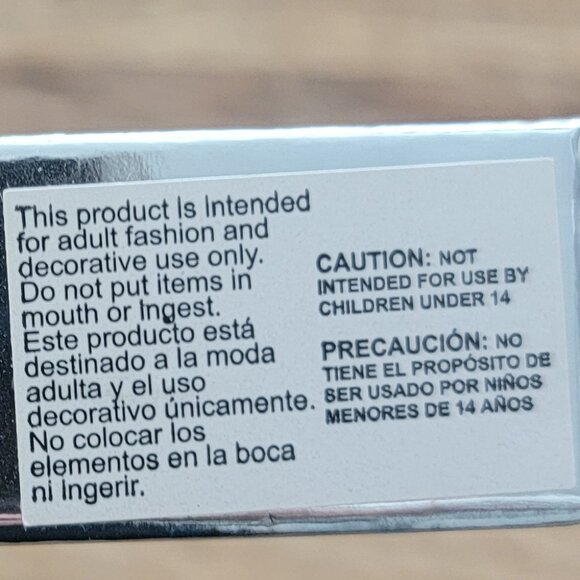 This product is Intended
for adult fashion and
decorative use only.
Do not put items in
mouth or Ingest.
Este producto está
destinado a la moda
adulta y el uso
decorativo únicamente.
No colocar los
elementos en la boca
ni Ingerir.
CAUTION: NOT
INTENDED FOR USE BY
CHILDREN UNDER 14
PRECAUCIÓN: NO
TIENE EL PROPÓSITO DE
SER USADO POR NIÑOS
MENORES DE 14 AÑOS